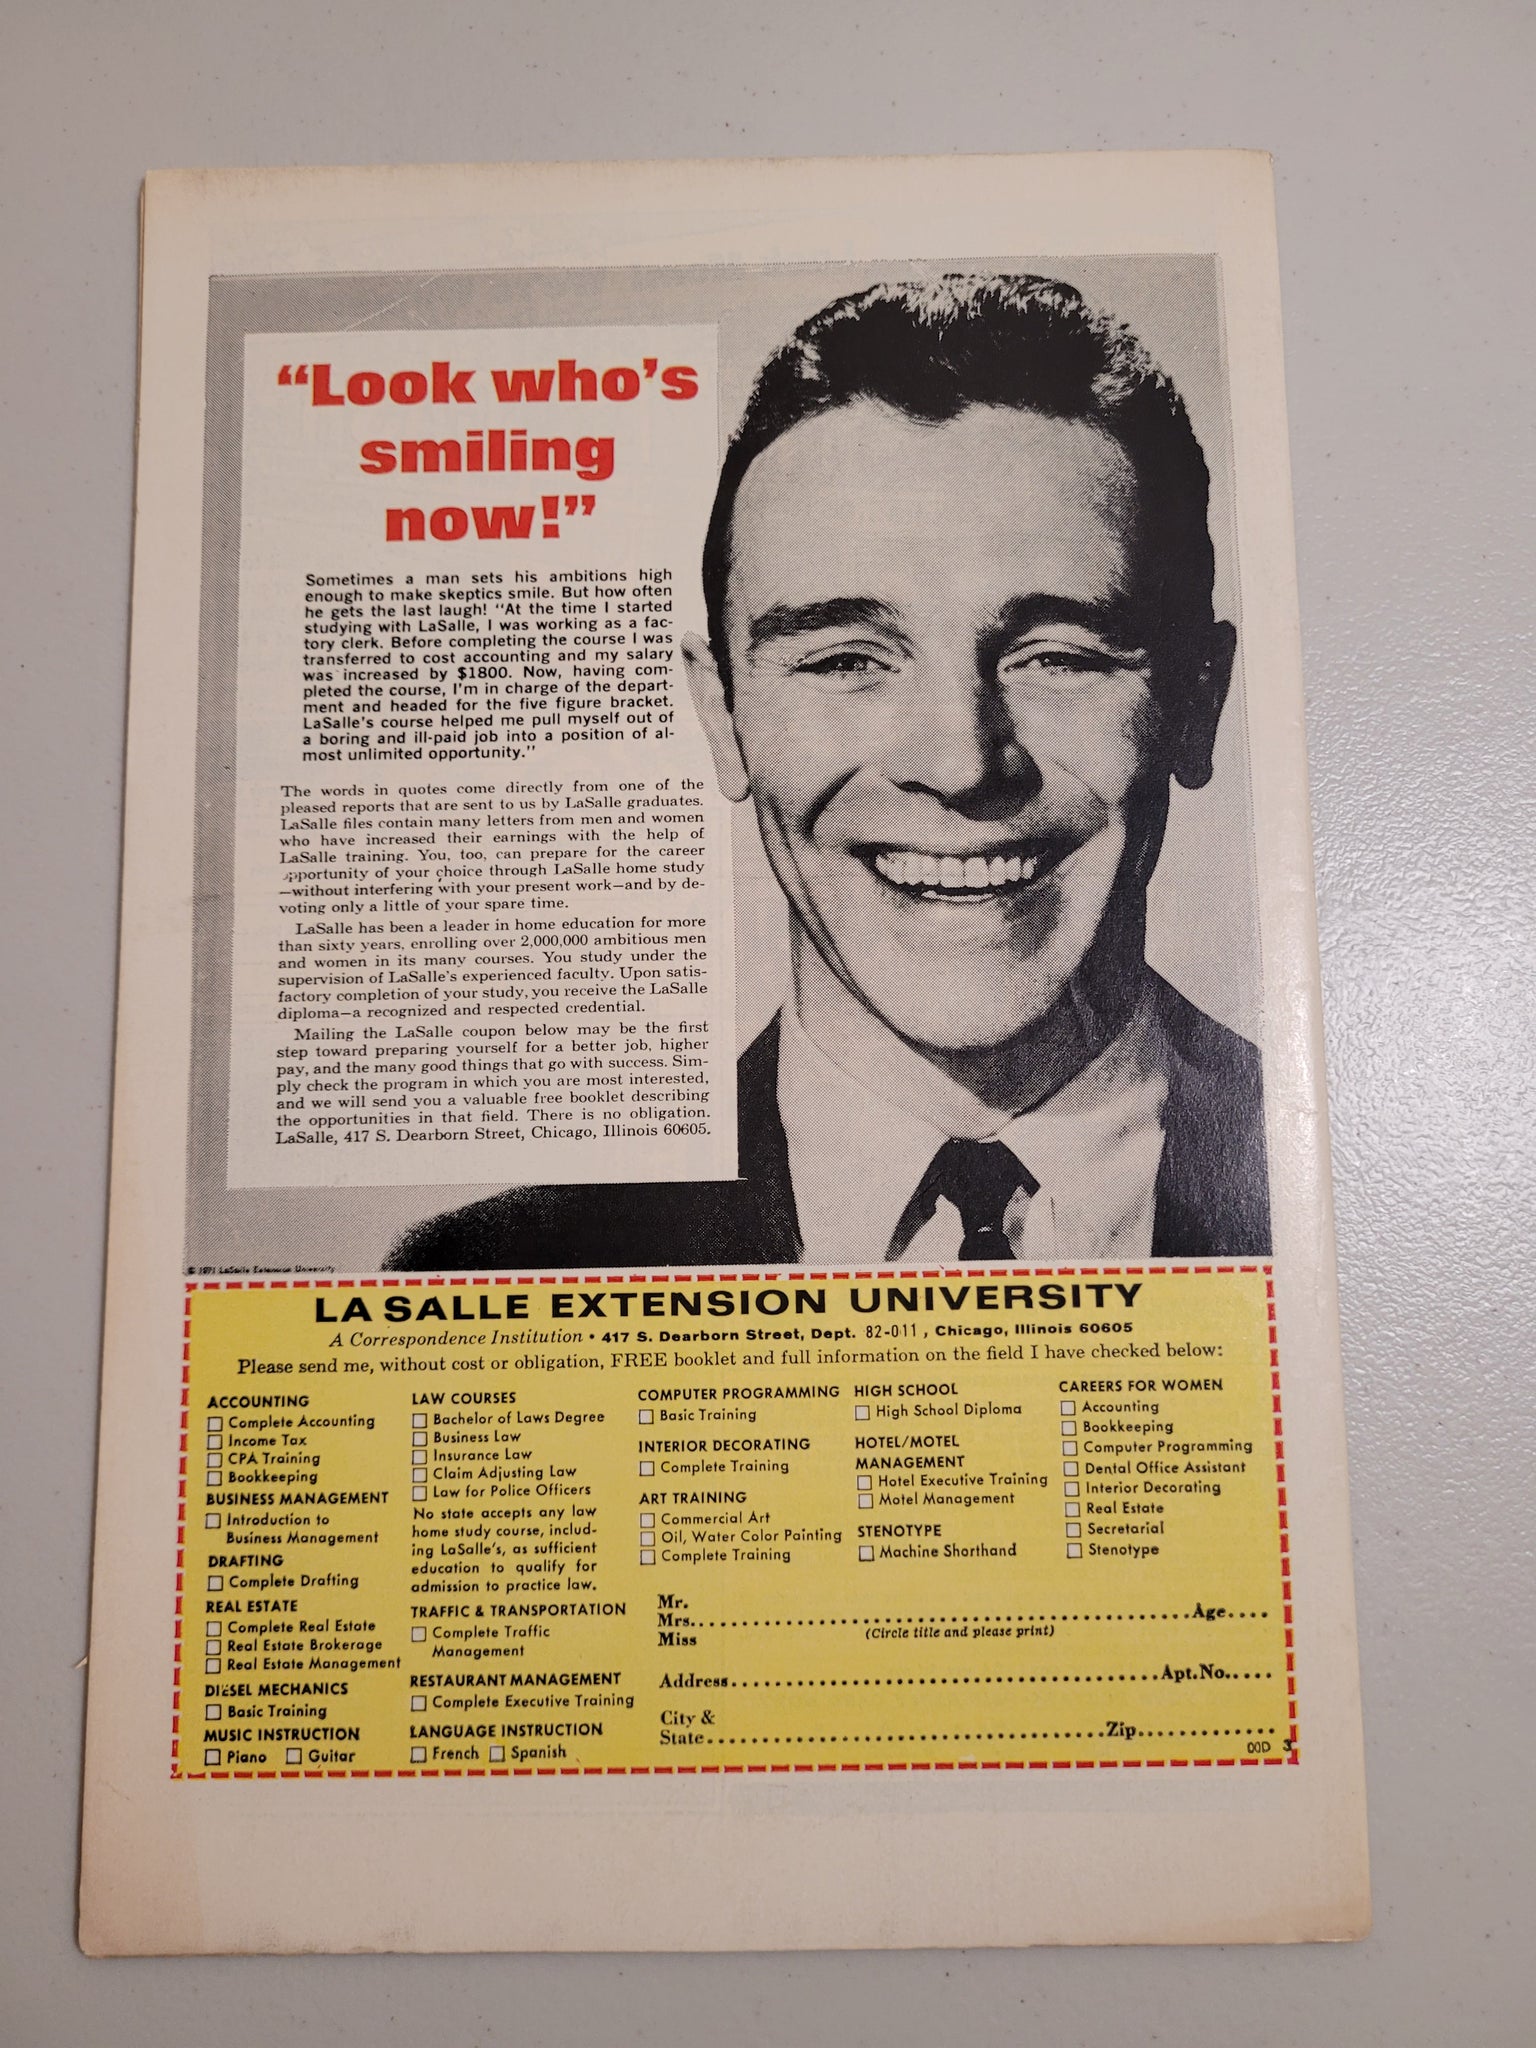 “Look who’s
smiling
now!”
Sometimes a man sets his ambitions high
enough to make skeptics smile. But how often
he gets the last laugh! “At the time I started
studying with LaSalle, I was working as a fac-
tory clerk. Before completing the course I was
transferred to cost accounting and my salary
was increased by $1800. Now, having com-
pleted the course, I’m in charge of the depart-
ment and headed for the five figure bracket.
LaSalle’s course helped me pull myself out of
a boring and ill-paid job into a position of al-
most unlimited opportunity.”
The words in quotes come directly from one of the
pleased reports that are sent to us by LaSalle graduates.
LaSalle files contain many letters from men and women
who have increased their earnings with the help of
LaSalle training. You, too, can prepare for the career
opportunity of your choice through LaSalle home study
—without interfering with your present work—and by de-
voting only a little of your spare time.
LaSalle has been a leader in home education for more
than sixty years, enrolling over 2,000,000 ambitious men
and women in its many courses. You study under the
supervision of LaSalle’s experienced faculty. Upon satis-
factory completion of your study, you receive the LaSalle
diploma—a recognized and respected credential.
Mailing the LaSalle coupon below may be the first
step toward preparing yourself for a better job, higher
pay, and the many good things that go with success. Sim-
ply check the program in which you are most interested,
and we will send you a valuable free booklet describing
the opportunities in that field. There is no obligation.
LaSalle, 417 S. Dearborn Street, Chicago, Illinois 60605.
© 1971 LaSalle Extension University
LA SALLE EXTENSION UNIVERSITY
A Correspondence Institution • 417 S. Dearborn Street, Dept. 82-011, Chicago, Illinois 60605
Please send me, without cost or obligation, FREE booklet and full information on the field I have checked below:
ACCOUNTING
Complete Accounting
Income Tax
CPA Training
Bookkeeping
BUSINESS MANAGEMENT
Introduction to
Business Management
DRAFTING
Complete Drafting
REAL ESTATE
Complete Real Estate
Real Estate Brokerage
Real Estate Management
DIESEL MECHANICS
Basic Training
MUSIC INSTRUCTION
Piano Guitar
LAW COURSES
Bachelor of Laws Degree
Business Law
Insurance Law
Claim Adjusting Law
Law for Police Officers
No state accepts any law
home study course, includ-
ing LaSalle’s, as sufficient
education to qualify for
admission to practice law.
TRAFFIC & TRANSPORTATION
Complete Traffic
Management
RESTAURANT MANAGEMENT
Complete Executive Training
LANGUAGE INSTRUCTION
French Spanish
COMPUTER PROGRAMMING
Basic Training
INTERIOR DECORATING
Complete Training
ART TRAINING
Commercial Art
Oil, Water Color Painting
Complete Training
HIGH SCHOOL
High School Diploma
HOTEL/MOTEL
MANAGEMENT
Hotel Executive Training
Motel Management
STENOTYPE
Machine Shorthand
CAREERS FOR WOMEN
Accounting
Bookkeeping
Computer Programming
Dental Office Assistant
Interior Decorating
Real Estate
Secretarial
Stenotype
Mr.
Mrs. Age
Miss (Circle title and please print)
Address Apt. No.
City &
State Zip
00D 3